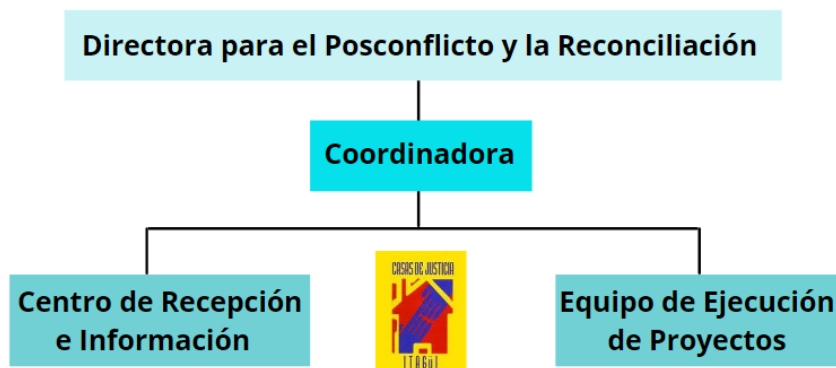 Directora para el Posconflicto y la Reconciliación
Coordinadora
Centro de Recepción
e Información
CASAS DE JUSTICIA
ITAGÜÍ
Equipo de Ejecución
de Proyectos